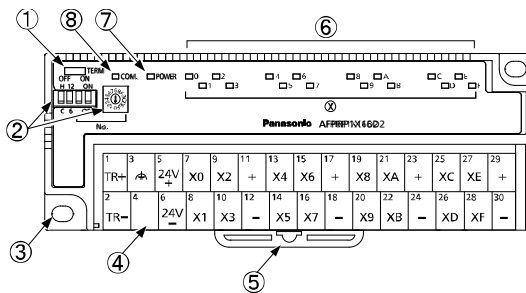 ① ⑧ ⑦ ⑥
TERM.
OFF ON
H 12 ON
COM. POWER 0 2 4 6 8 A C E
1 3 5 7 9 B D F
②
C 6
No.
Ⓧ
Panasonic
1 3 5 7 9 11 13 15 17 19 21 23 25 27 29
TR+ 24V + X0 X2 + X4 X6 + X8 XA + XC XE +
2 4 6 8 10 12 14 16 18 20 22 24 26 28 30
TR− 24V − X1 X3 − X5 X7 − X9 XB − XD XF −
③ ④ ⑤